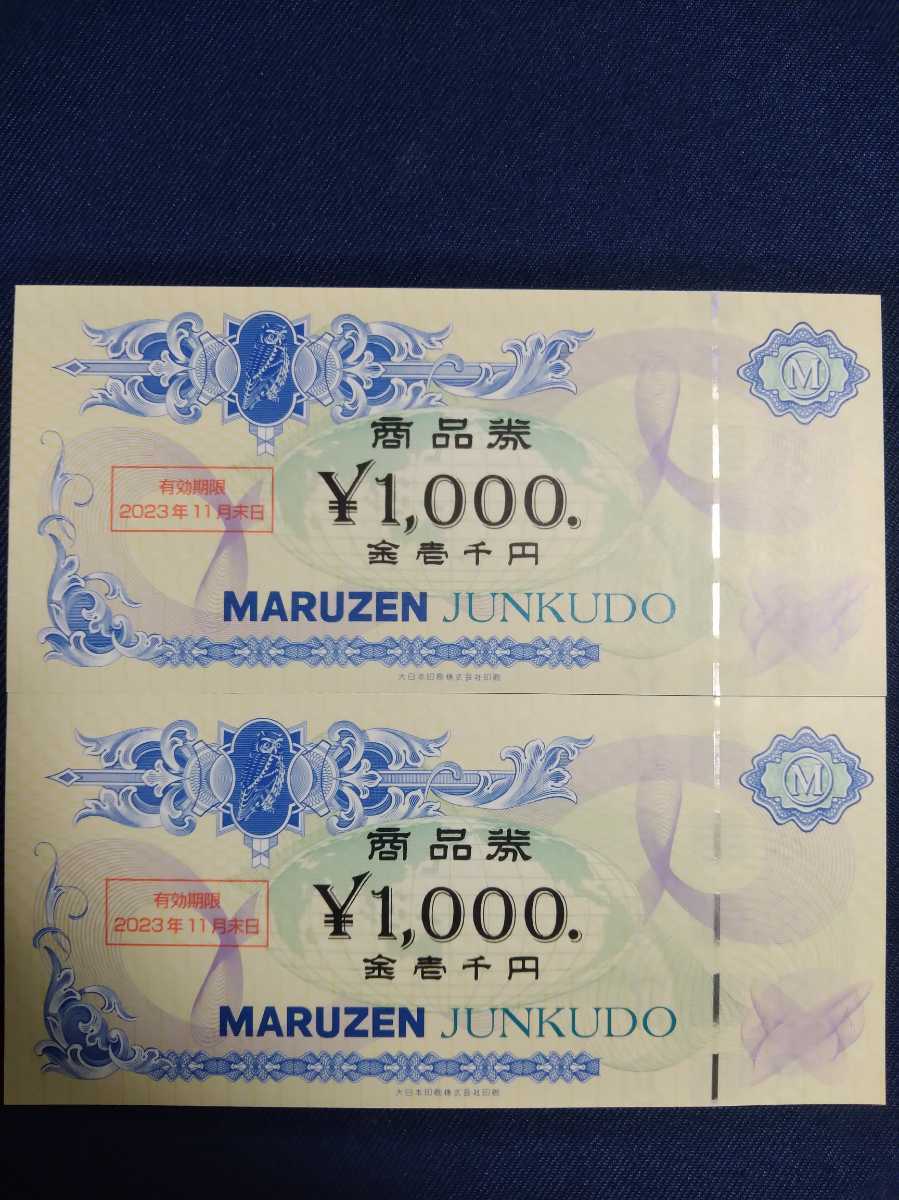 M
商品券
有効期限
2023年11月末日
¥1,000.
金壱千円
MARUZEN JUNKUDO
大日本印刷株式会社印刷
M
商品券
有効期限
2023年11月末日
¥1,000.
金壱千円
MARUZEN JUNKUDO
大日本印刷株式会社印刷